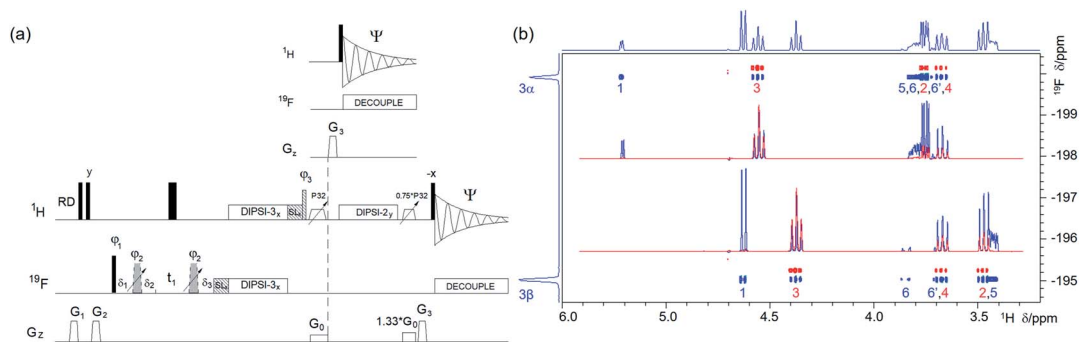 (a)
¹H
Ψ
¹⁹F
DECOUPLE
G_z
G₃
y
φ₃
-x
RD
P32
0.75*P32
Ψ
¹H
DIPSI-3ₓ
SLₓ
DIPSI-2_y
φ₁
φ₂
φ₂
¹⁹F
δ₁
δ₂
t₁
δ₃
SLₓ
DIPSI-3ₓ
DECOUPLE
G_z
G₁
G₂
G₀
1.33*G₀
G₃
(b)
3α
1
3
5,6,2,6',4
¹⁹F δ/ppm
-199
-198
-197
-196
-195
3β
1
3
6
6',4
2,5
6.0
5.5
5.0
4.5
4.0
3.5
¹H δ/ppm